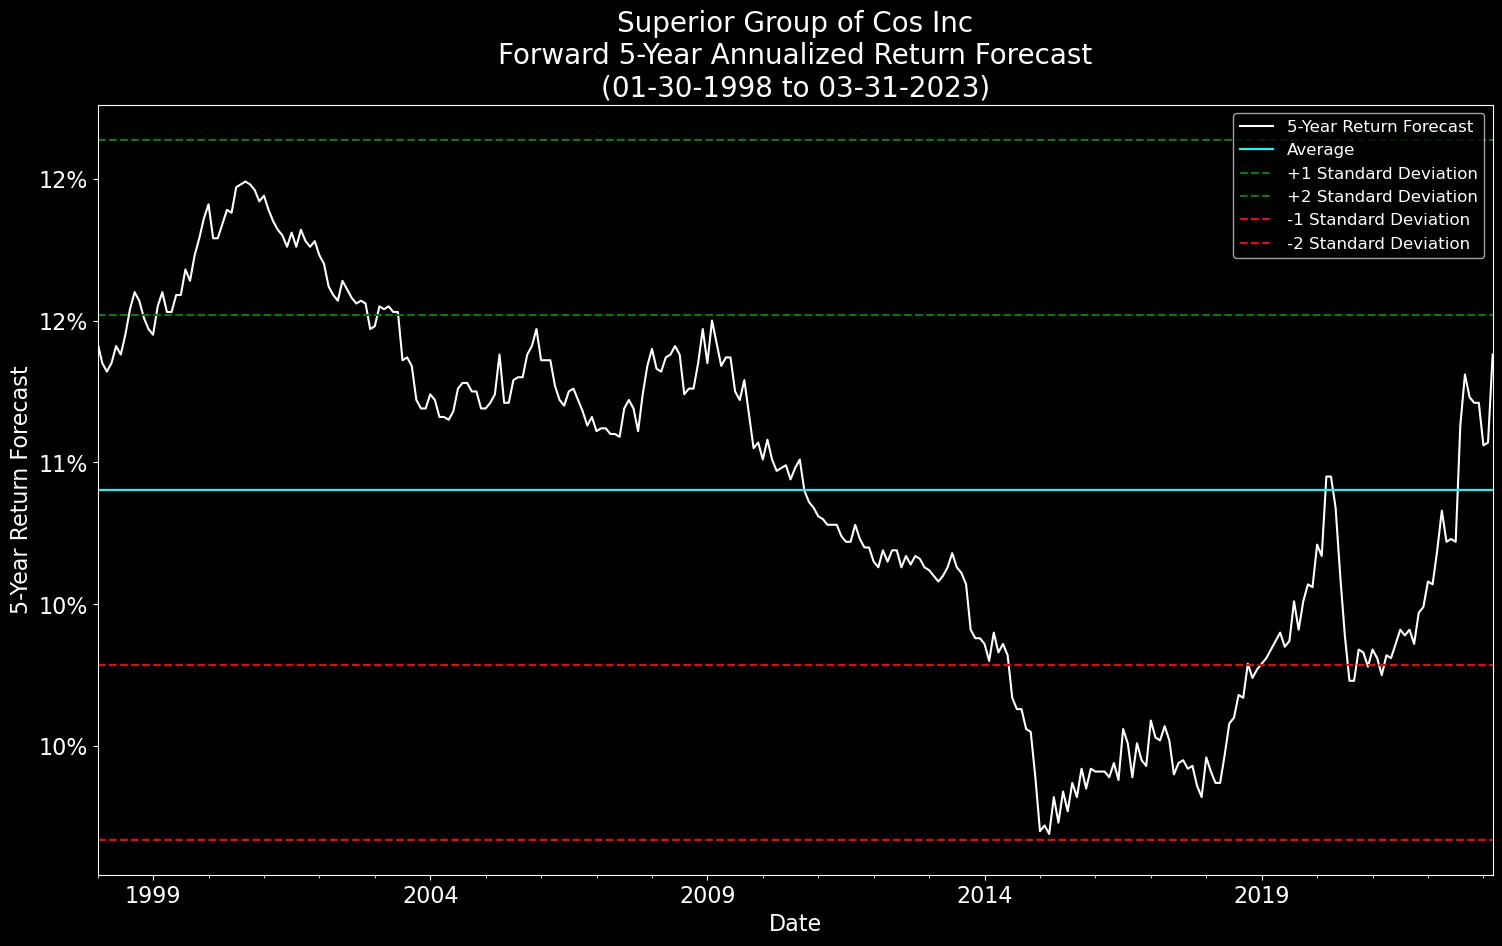 Superior Group of Cos Inc
Forward 5-Year Annualized Return Forecast
(01-30-1998 to 03-31-2023)
5-Year Return Forecast
Average
+1 Standard Deviation
+2 Standard Deviation
-1 Standard Deviation
-2 Standard Deviation
12%
12%
11%
10%
10%
5-Year Return Forecast
1999 2004 2009 2014 2019
Date